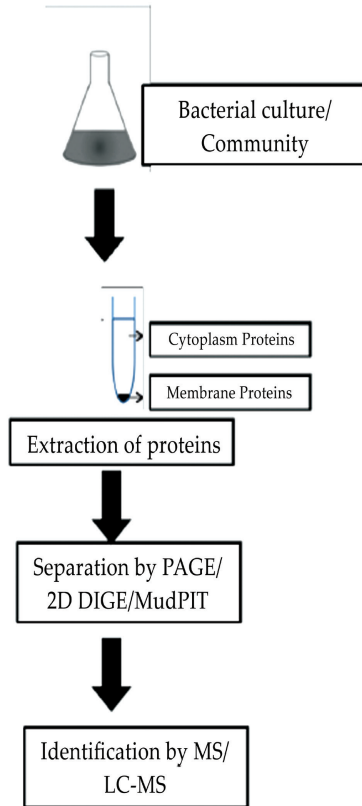 Bacterial culture/
Community
Cytoplasm Proteins
Membrane Proteins
Extraction of proteins
Separation by PAGE/
2D DIGE/MudPIT
Identification by MS/
LC-MS